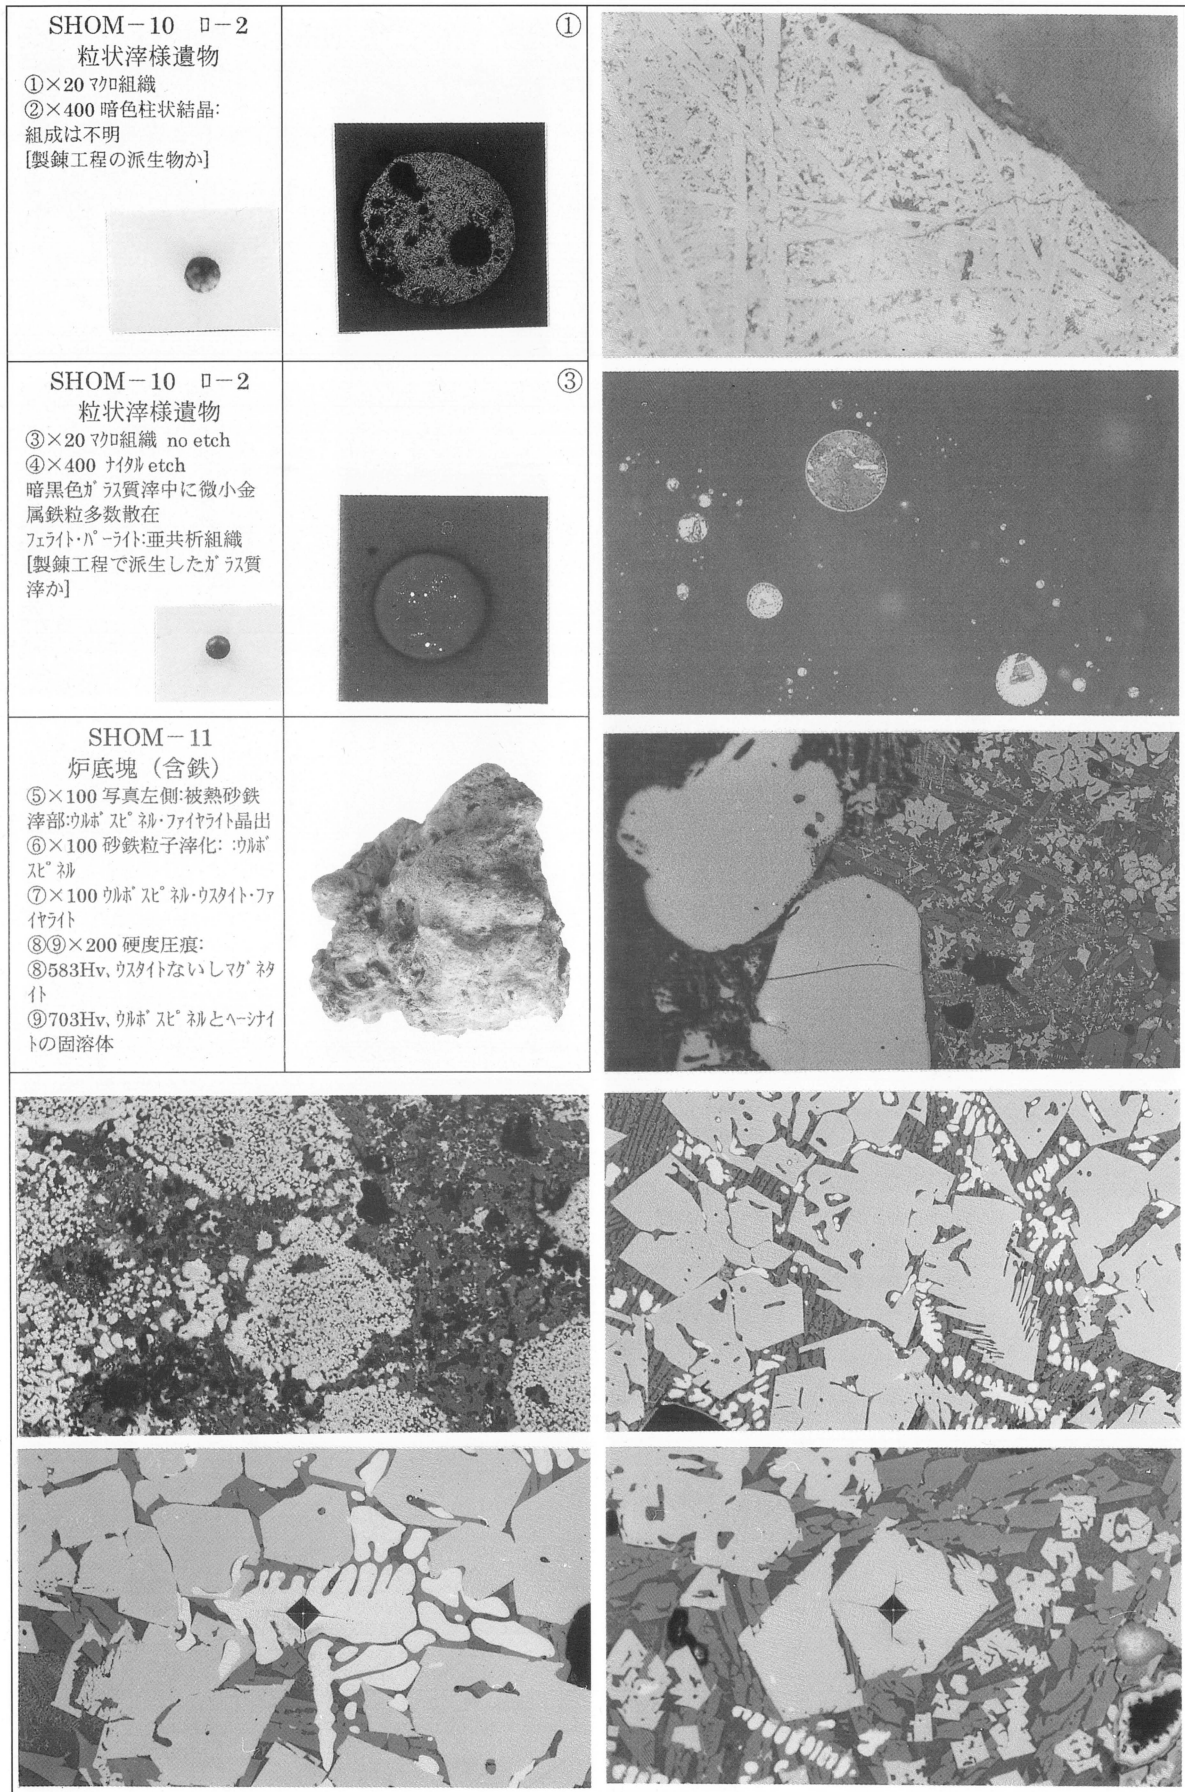 SHOM-10 ロ-2
粒状滓様遺物
①×20 マクロ組織
②×400 暗色柱状結晶:
組成は不明
[製錬工程の派生物か]
①
SHOM-10 ロ-2
粒状滓様遺物
③×20 マクロ組織 no etch
④×400 ナイタル etch
暗黒色ガラス質滓中に微小金
属鉄粒多数散在
フェライト・パーライト:亜共析組織
[製錬工程で派生したガラス質
滓か]
③
SHOM-11
炉底塊（含鉄）
⑤×100 写真左側:被熱砂鉄
滓部:ウルボスピネル・ファイヤライト晶出
⑥×100 砂鉄粒子滓化: :ウルボ
スピネル
⑦×100 ウルボスピネル・ウスタイト・ファ
イヤライト
⑧⑨×200 硬度圧痕:
⑧583Hv、ウスタイトないしマグネタ
イト
⑨703Hv、ウルボスピネルとヘーシナイ
トの固溶体